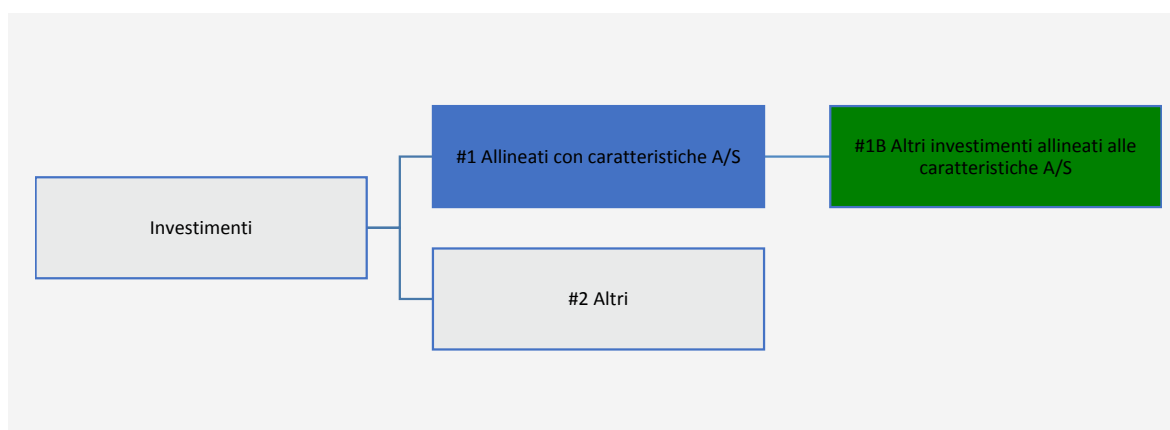 #1 Allineati con caratteristiche A/S
#1B Altri investimenti allineati alle
caratteristiche A/S
Investimenti
#2 Altri